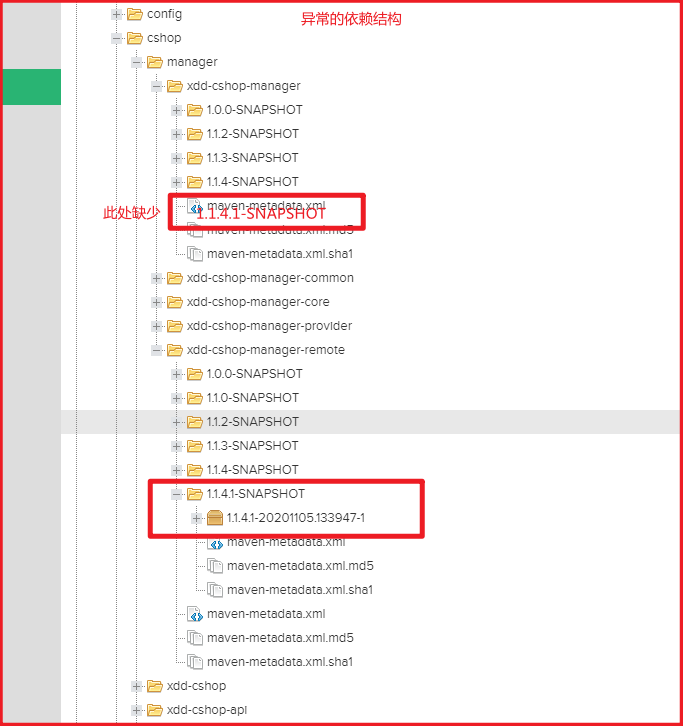 异常的依赖结构
config
cshop
manager
xdd-cshop-manager
1.0.0-SNAPSHOT
1.1.2-SNAPSHOT
1.1.3-SNAPSHOT
1.1.4-SNAPSHOT
maven-metadata.xml
此处缺少 1.1.4.1-SNAPSHOT
maven-metadata.xml.md5
maven-metadata.xml.sha1
xdd-cshop-manager-common
xdd-cshop-manager-core
xdd-cshop-manager-provider
xdd-cshop-manager-remote
1.0.0-SNAPSHOT
1.1.0-SNAPSHOT
1.1.2-SNAPSHOT
1.1.3-SNAPSHOT
1.1.4-SNAPSHOT
1.1.4.1-SNAPSHOT
1.1.4.1-20201105.133947-1
maven-metadata.xml
maven-metadata.xml.md5
maven-metadata.xml.sha1
maven-metadata.xml
maven-metadata.xml.md5
maven-metadata.xml.sha1
xdd-cshop
xdd-cshop-api